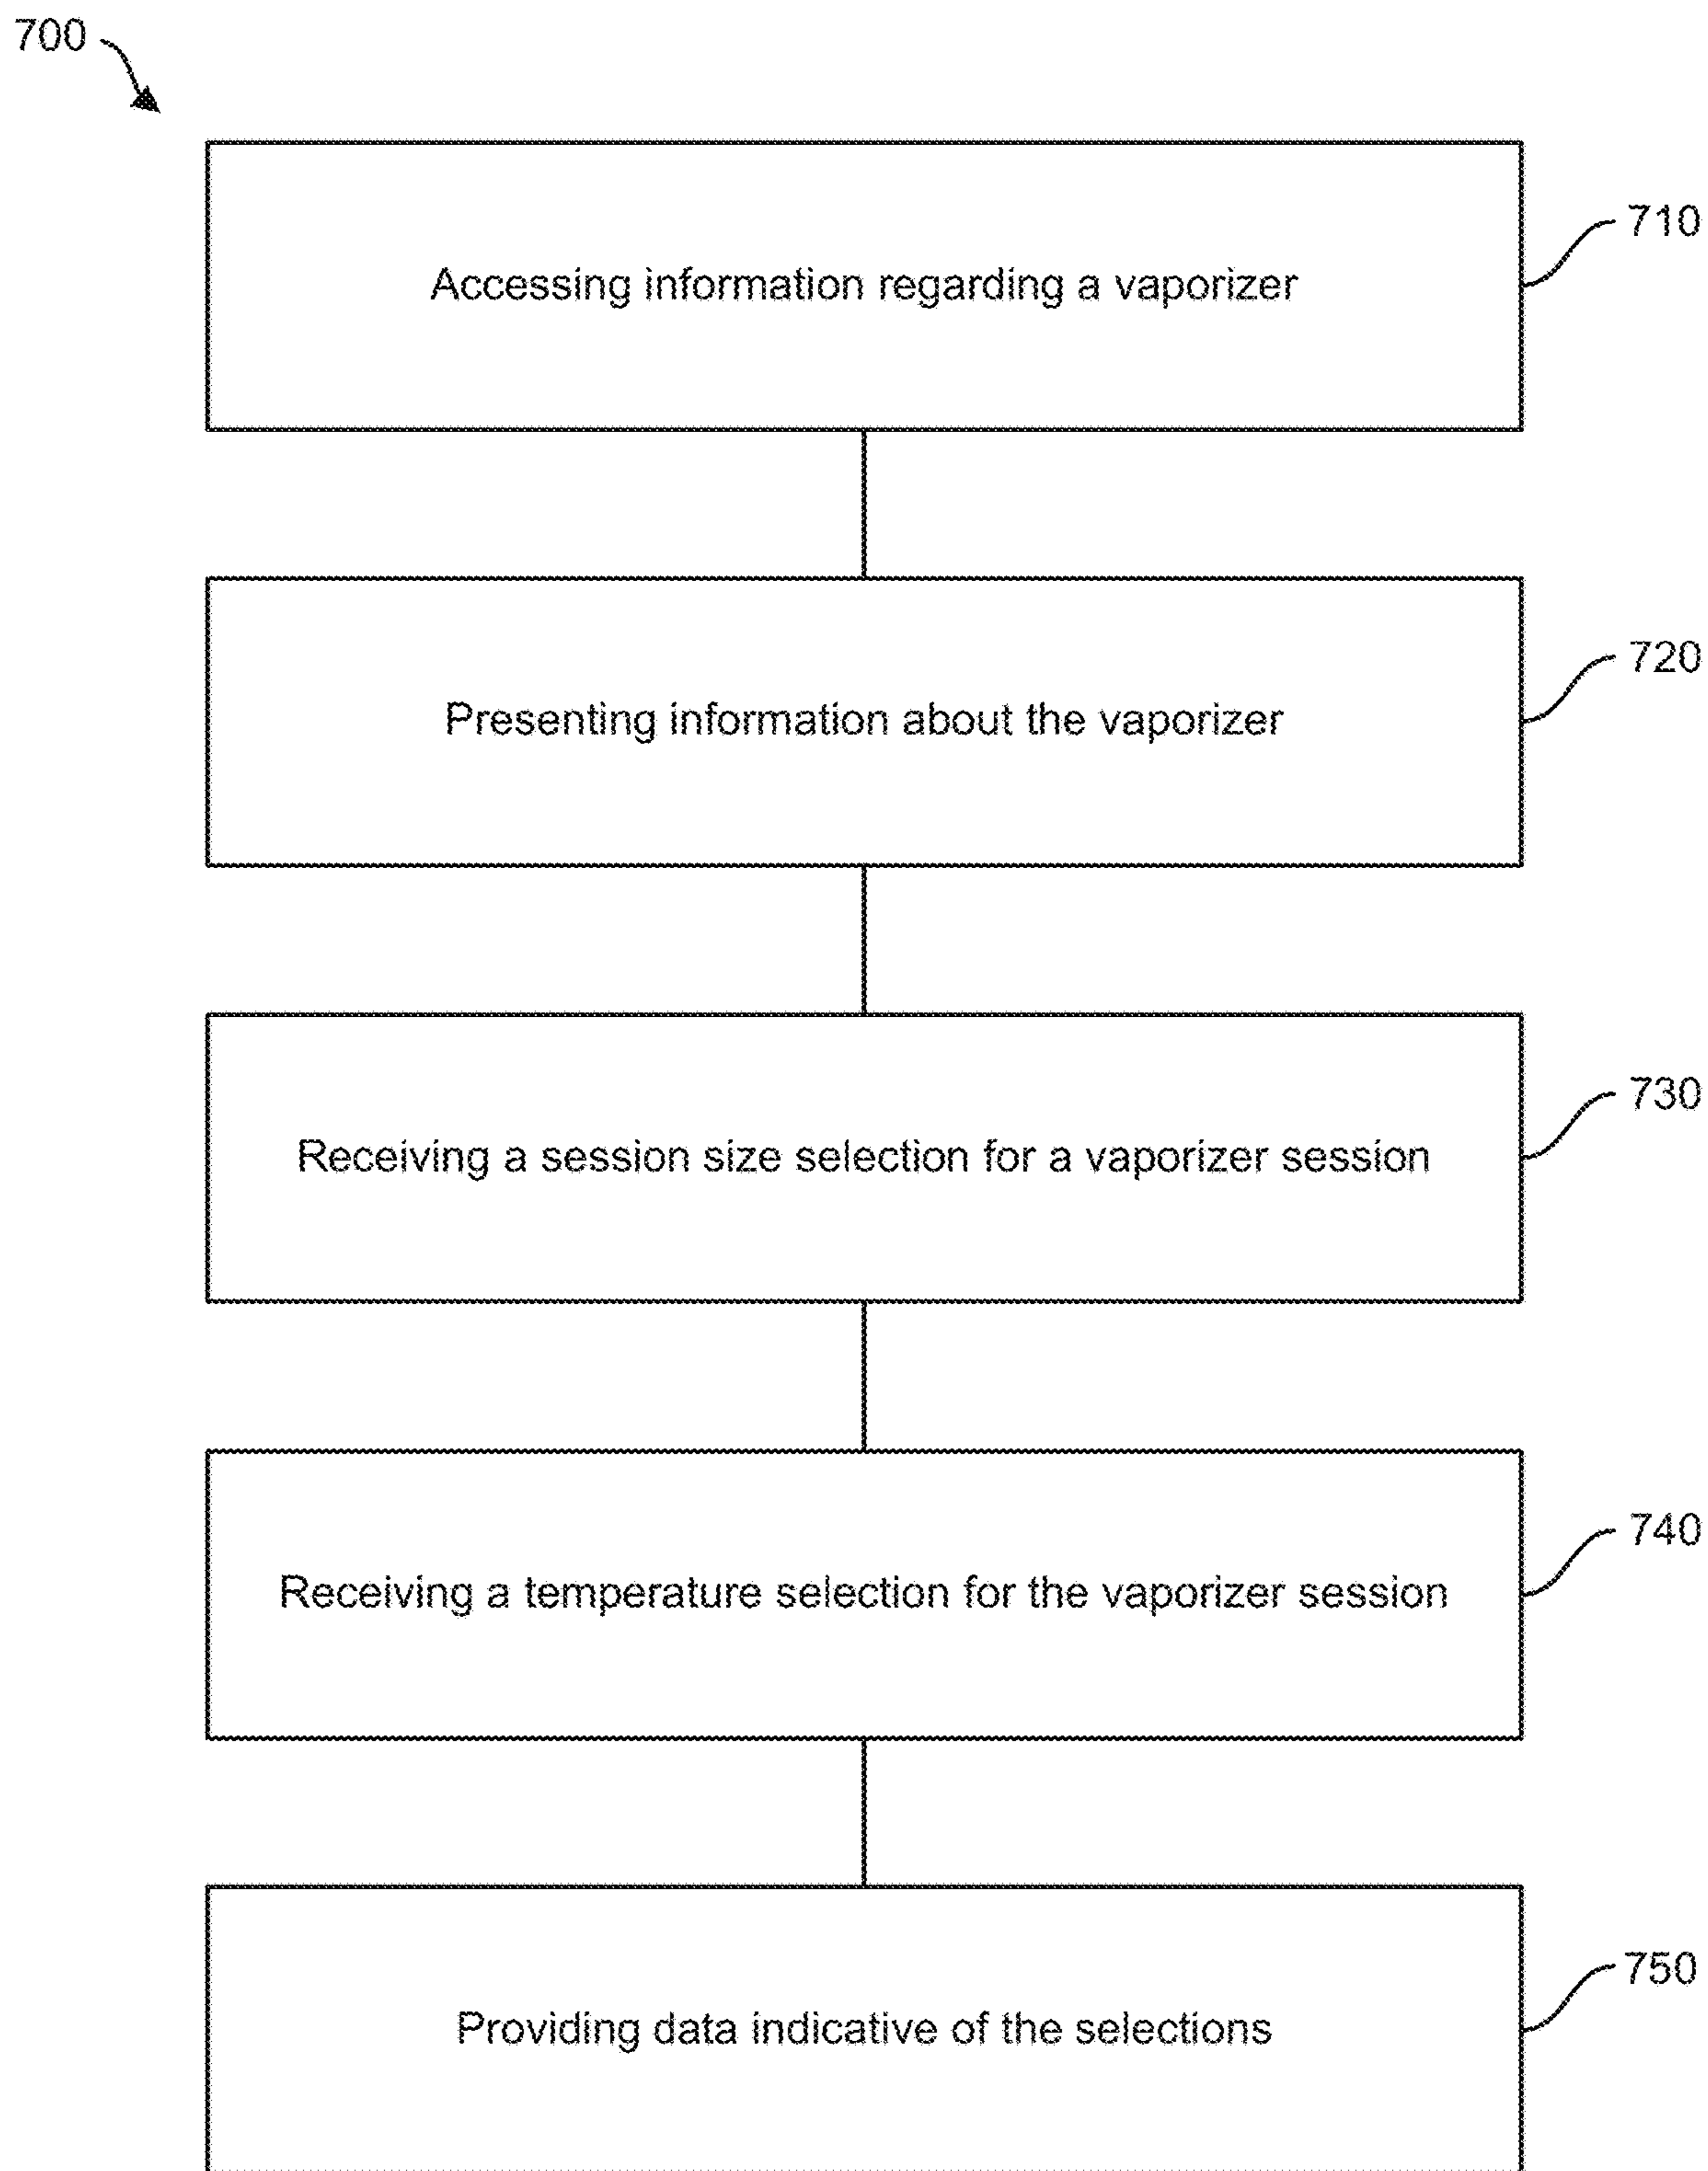 700
Accessing information regarding a vaporizer
710
Presenting information about the vaporizer
720
Receiving a session size selection for a vaporizer session
730
Receiving a temperature selection for the vaporizer session
740
Providing data indicative of the selections
750